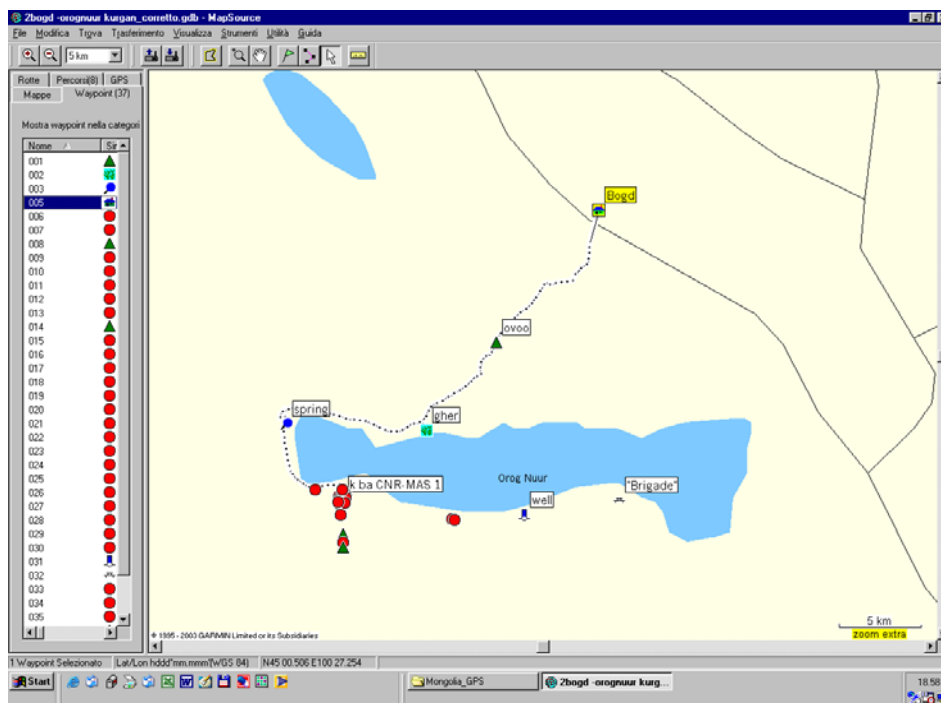 2bogd -orognuur kurgan_corretto.gdb - MapSource
File Modifica Trova Trasferimento Visualizza Strumenti Utilità Guida
5 km
Rotte Percorsi(8) GPS
Mappe Waypoint (37)
Mostra waypoint nella categori
Nome Sir
001
002
003
005
006
007
008
009
010
011
012
013
014
015
016
017
018
019
020
021
022
023
024
025
026
027
028
029
030
031
032
033
034
035
Bogd
ovoo
spring
gher
k ba CNR-MAS 1
Orog Nuur
well
"Brigade"
5 km
zoom extra
© 1995 - 2003 GARMIN Limited or its Subsidiaries
1 Waypoint Selezionato Lat/Lon hddd°mm.mmm'(WGS 84) N45 00.506 E100 27.254
Start Mongolia_GPS 2bogd -orognuur kurg... 18.58